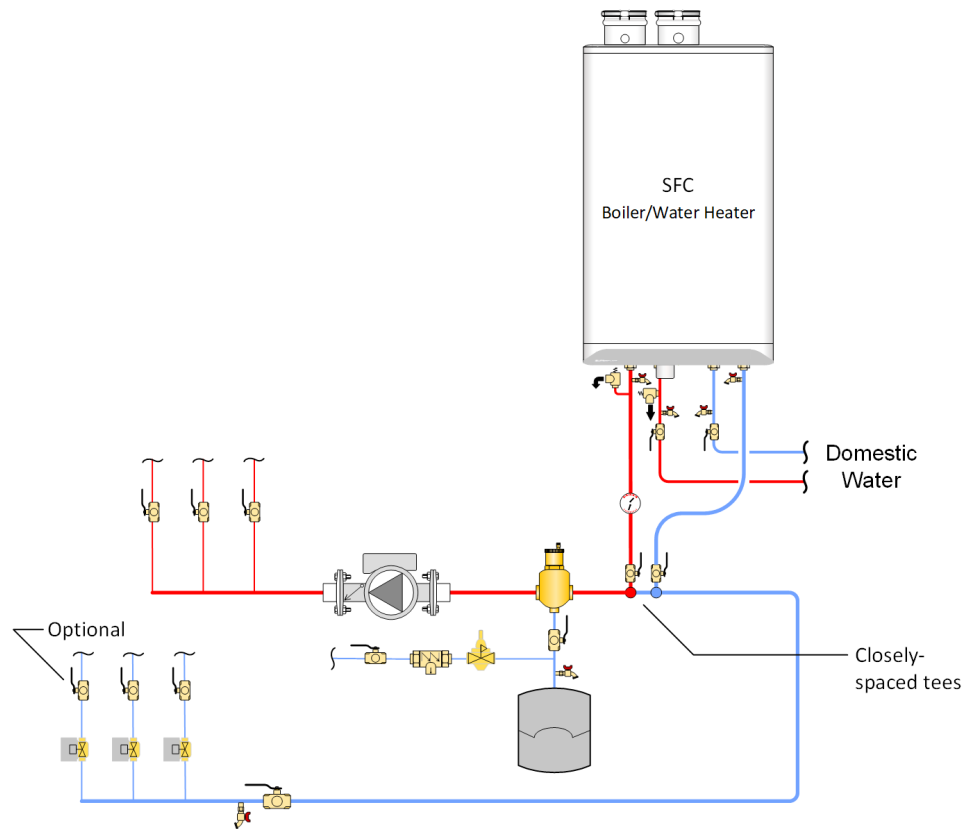 SFC
Boiler/Water Heater
Domestic
Water
Optional
Closely-
spaced tees